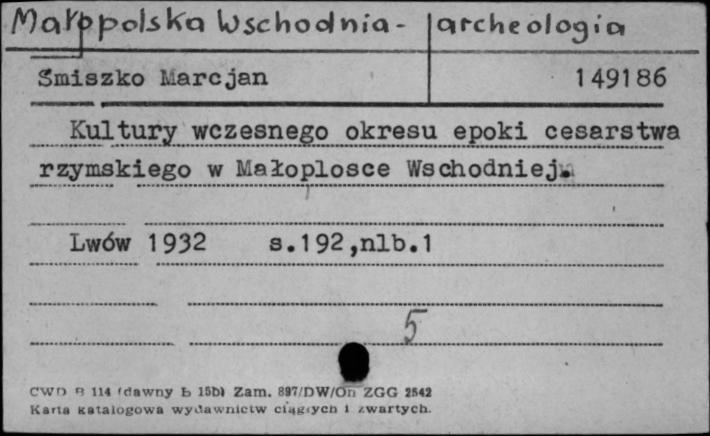 Małopolska Wschodnia - archeologia
Śmiszko Marcjan 149186
Kultury wczesnego okresu epoki cesarstwa
rzymskiego w Małoplosce Wschodniej.
Lwów 1932 s.192,nlb.1
5
CWD B 114 (dawny b 15b) Zam. 897/DW/On ZGG 2542
Karta katalogowa wydawnictw ciągłych i zwartych.